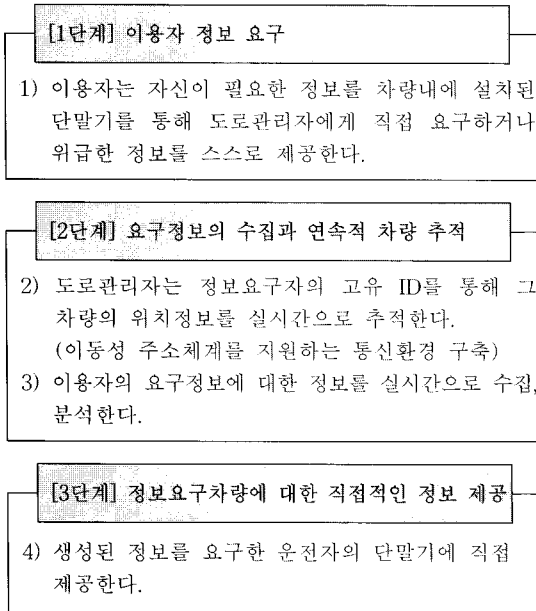 [1단계] 이용자 정보 요구
1) 이용자는 자신이 필요한 정보를 차량내에 설치된
단말기를 통해 도로관리자에게 직접 요구하거나
위급한 정보를 스스로 제공한다.
[2단계] 요구정보의 수집과 연속적 차량 추적
2) 도로관리자는 정보요구자의 고유 ID를 통해 그
차량의 위치정보를 실시간으로 추적한다.
(이동성 주소체계를 지원하는 통신환경 구축)
3) 이용자의 요구정보에 대한 정보를 실시간으로 수집,
분석한다.
[3단계] 정보요구차량에 대한 직접적인 정보 제공
4) 생성된 정보를 요구한 운전자의 단말기에 직접
제공한다.